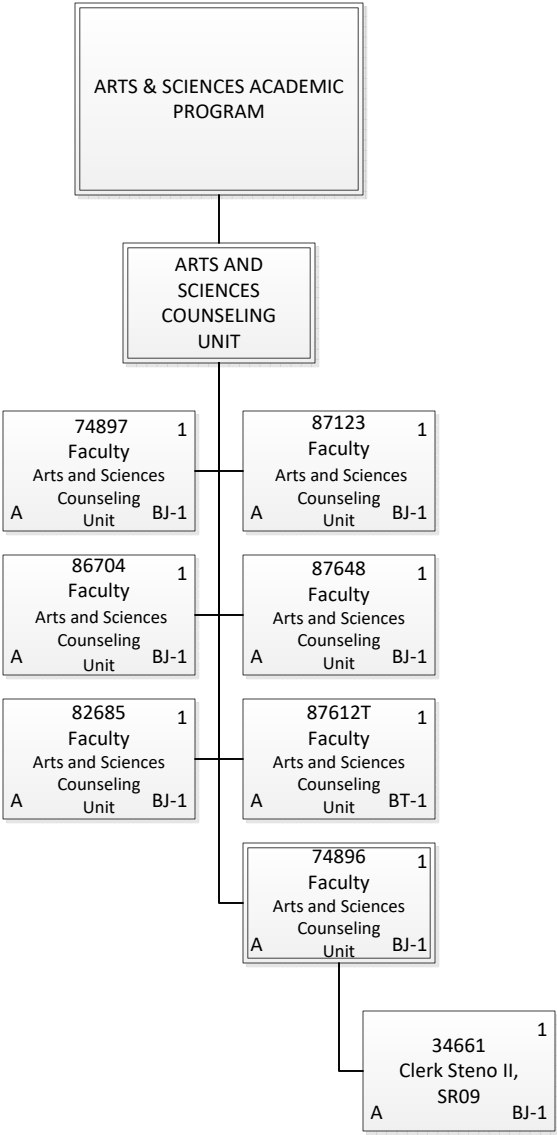 ARTS & SCIENCES ACADEMIC
PROGRAM
ARTS AND
SCIENCES
COUNSELING
UNIT
74897 1
Faculty
Arts and Sciences
Counseling
A Unit BJ-1
87123 1
Faculty
Arts and Sciences
Counseling
A Unit BJ-1
86704 1
Faculty
Arts and Sciences
Counseling
A Unit BJ-1
87648 1
Faculty
Arts and Sciences
Counseling
A Unit BJ-1
82685 1
Faculty
Arts and Sciences
Counseling
A Unit BJ-1
87612T 1
Faculty
Arts and Sciences
Counseling
A Unit BT-1
74896 1
Faculty
Arts and Sciences
Counseling
A Unit BJ-1
1
34661
Clerk Steno II,
SR09
A BJ-1